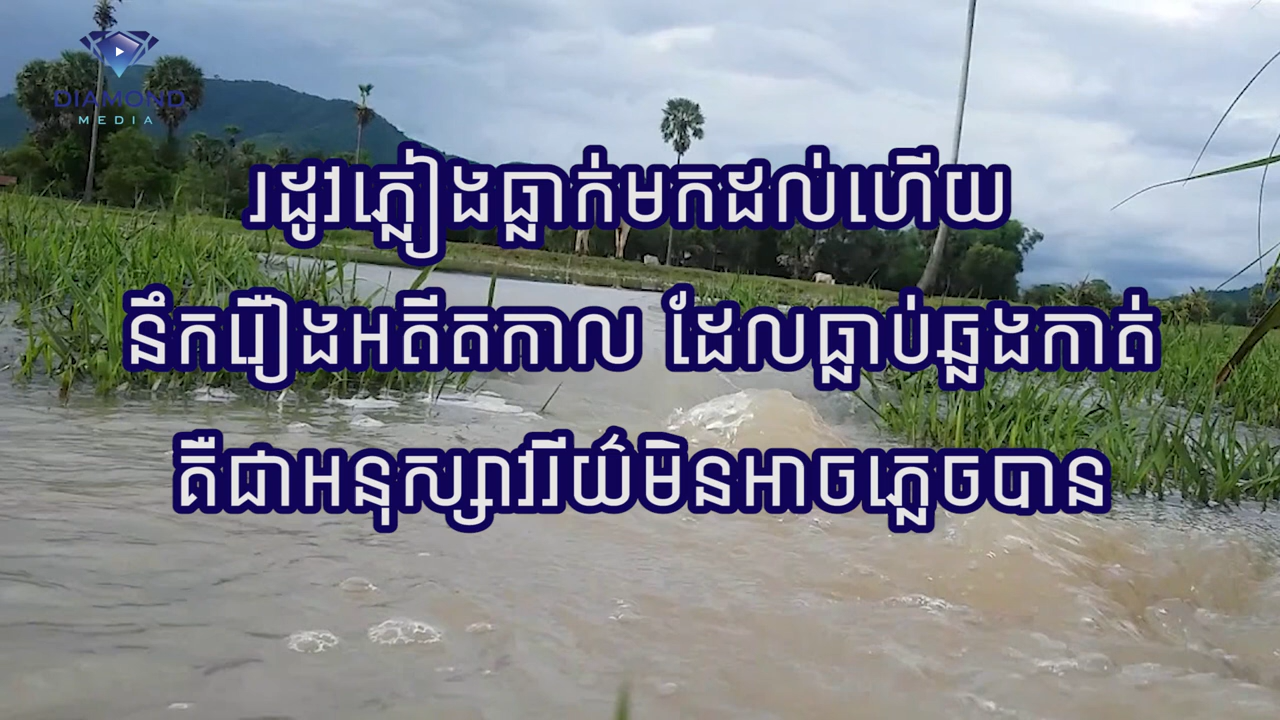 DIAMOND
MEDIA
រដូវភ្លៀងធ្លាក់មកដល់ហើយ
នឹករឿងអតីតកាល ដែលធ្លាប់ឆ្លងកាត់
គឺជាអនុស្សាវរីយ៍មិនអាចភ្លេចបាន